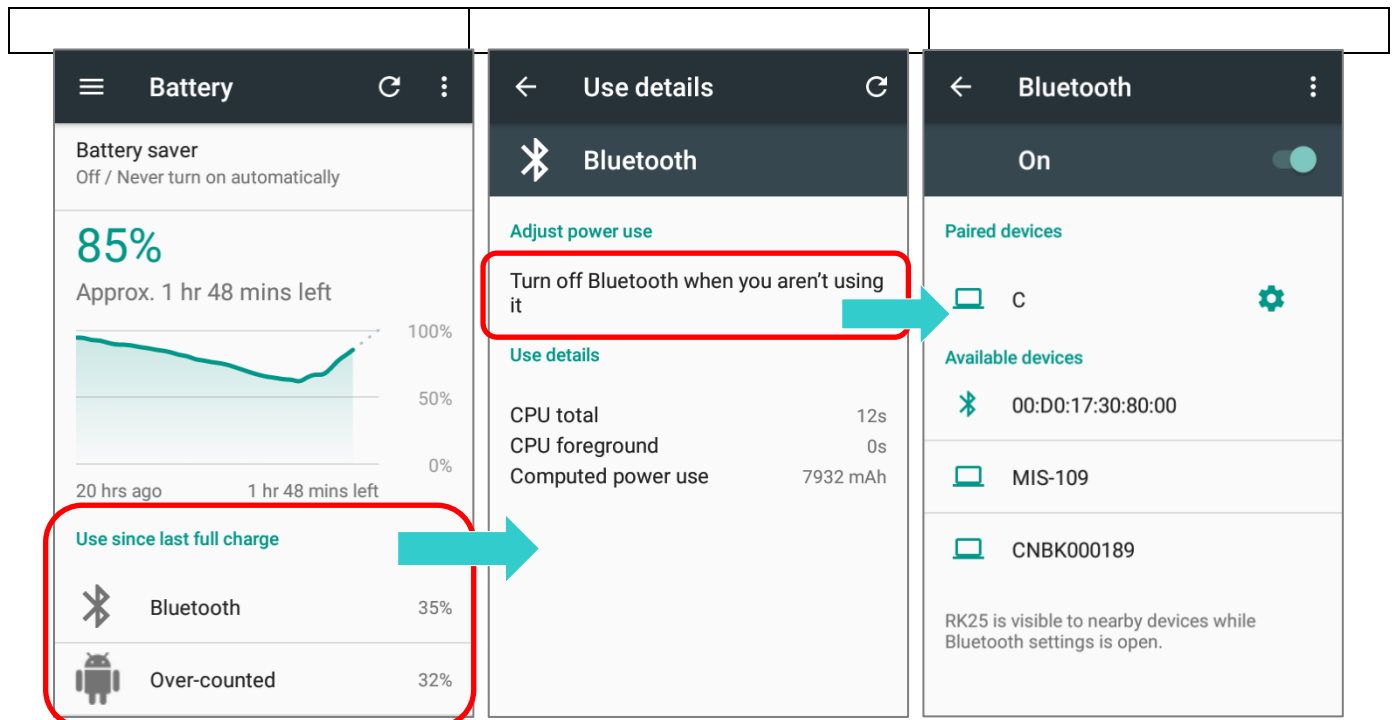 Battery
Battery saver
Off / Never turn on automatically
85%
Approx. 1 hr 48 mins left
100%
50%
0%
20 hrs ago 1 hr 48 mins left
Use since last full charge
Bluetooth 35%
Over-counted 32%
Use details
Bluetooth
Adjust power use
Turn off Bluetooth when you aren't using
it
Use details
CPU total 12s
CPU foreground 0s
Computed power use 7932 mAh
Bluetooth
On
Paired devices
C
Available devices
00:D0:17:30:80:00
MIS-109
CNBK000189
RK25 is visible to nearby devices while
Bluetooth settings is open.